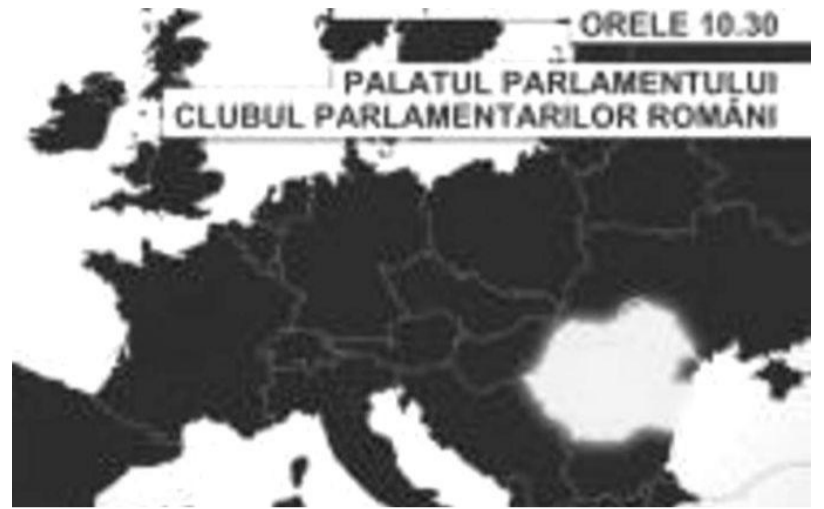 ORELE 10.30
PALATUL PARLAMENTULUI
CLUBUL PARLAMENTARILOR ROMÂNI